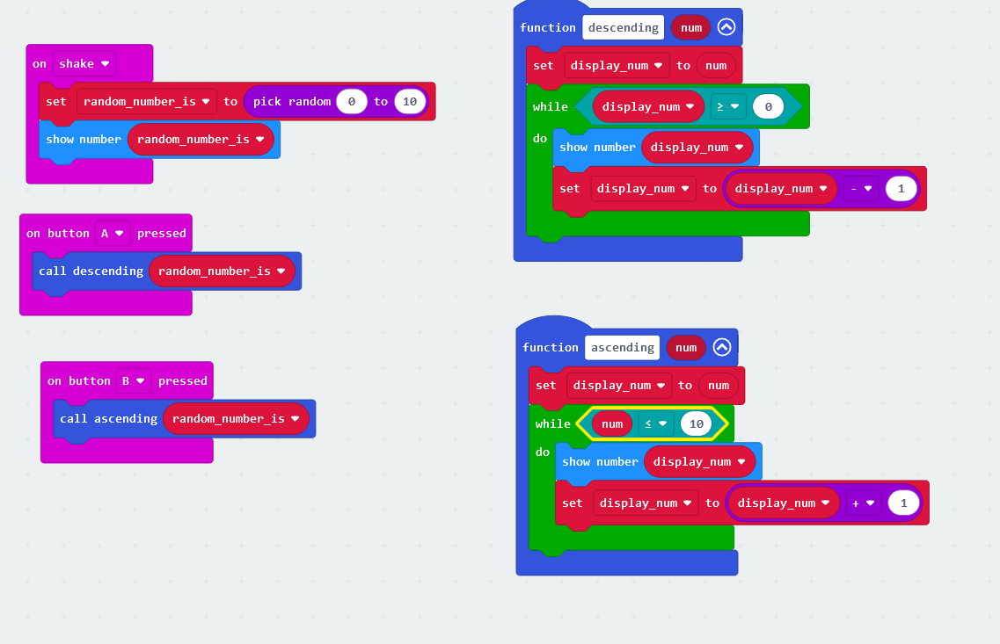 on shake
set random_number_is to pick random 0 to 10
show number random_number_is
on button A pressed
call descending random_number_is
on button B pressed
call ascending random_number_is
function descending num
set display_num to num
while display_num ≥ 0
do
show number display_num
set display_num to display_num - 1
function ascending num
set display_num to num
while num ≤ 10
do
show number display_num
set display_num to display_num + 1